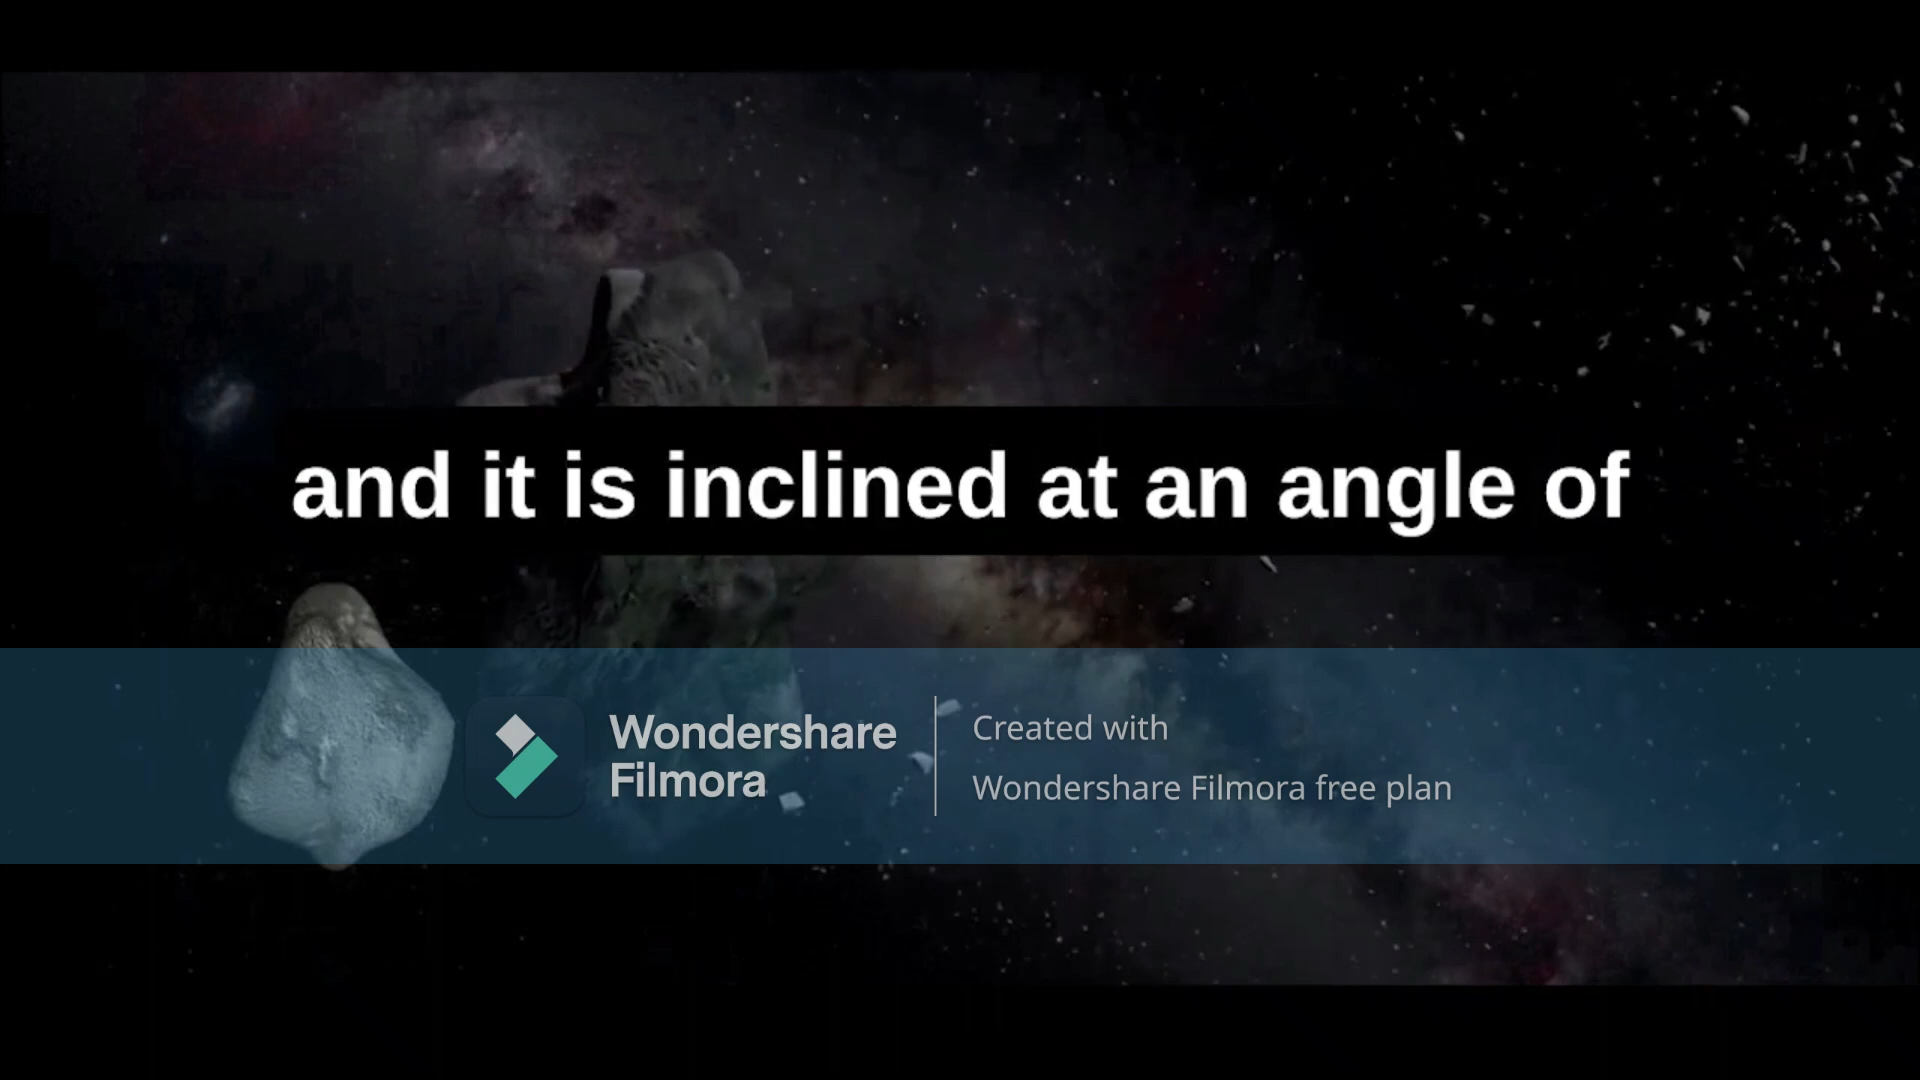 and it is inclined at an angle of
Wondershare
Filmora
Created with
Wondershare Filmora free plan